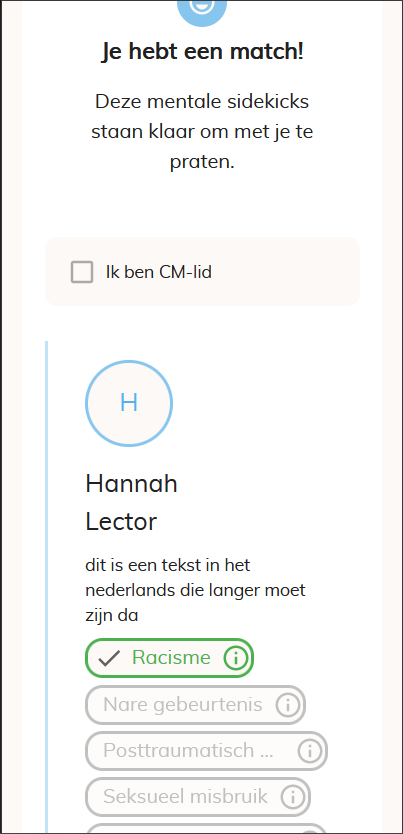 Je hebt een match!
Deze mentale sidekicks
staan klaar om met je te
praten.
Ik ben CM-lid
H
Hannah
Lector
dit is een tekst in het
nederlands die langer moet
zijn da
Racisme
Nare gebeurtenis
Posttraumatisch ...
Seksueel misbruik